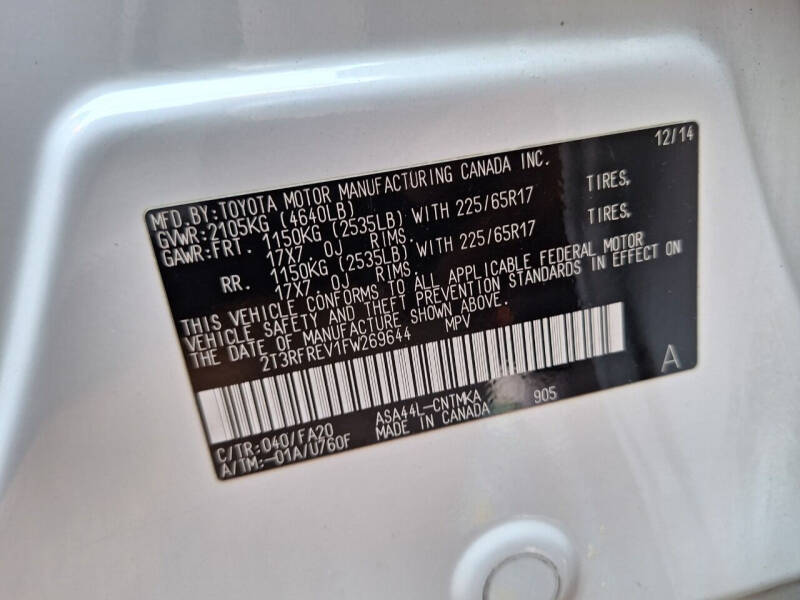 12/14
MFD. BY:TOYOTA MOTOR MANUFACTURING CANADA INC.
GVWR:2105KG (4640LB)
GAWR:FRT. 1150KG (2535LB) WITH 225/65R17 TIRES,
17X7.0J RIMS.
RR. 1150KG (2535LB) WITH 225/65R17 TIRES,
17X7.0J RIMS.
THIS VEHICLE CONFORMS TO ALL APPLICABLE FEDERAL MOTOR
VEHICLE SAFETY AND THEFT PREVENTION STANDARDS IN EFFECT ON
THE DATE OF MANUFACTURE SHOWN ABOVE.
2T3RFREV1FW269644 MPV
A
C/TR:040/FA20 ASA44L-CNTMKA 905
A/TM:-01A/U760F MADE IN CANADA